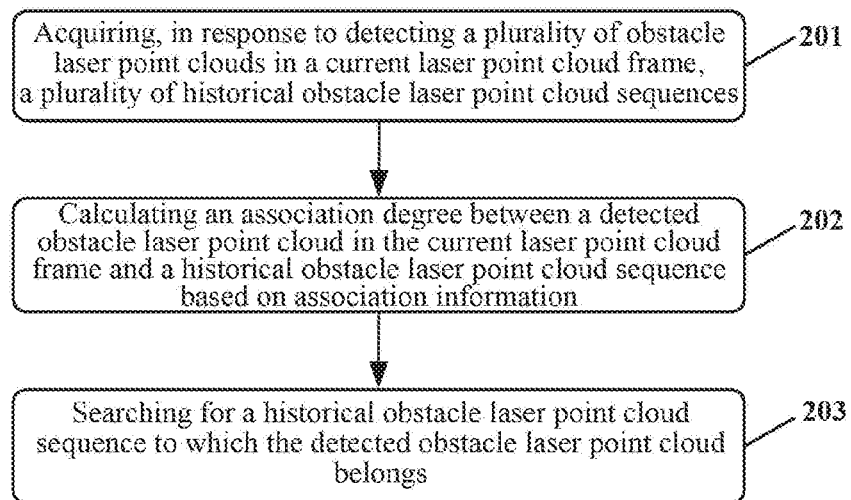 Acquiring, in response to detecting a plurality of obstacle
laser point clouds in a current laser point cloud frame,
a plurality of historical obstacle laser point cloud sequences
201
Calculating an association degree between a detected
obstacle laser point cloud in the current laser point cloud
frame and a historical obstacle laser point cloud sequence
based on association information
202
Searching for a historical obstacle laser point cloud
sequence to which the detected obstacle laser point cloud
belongs
203